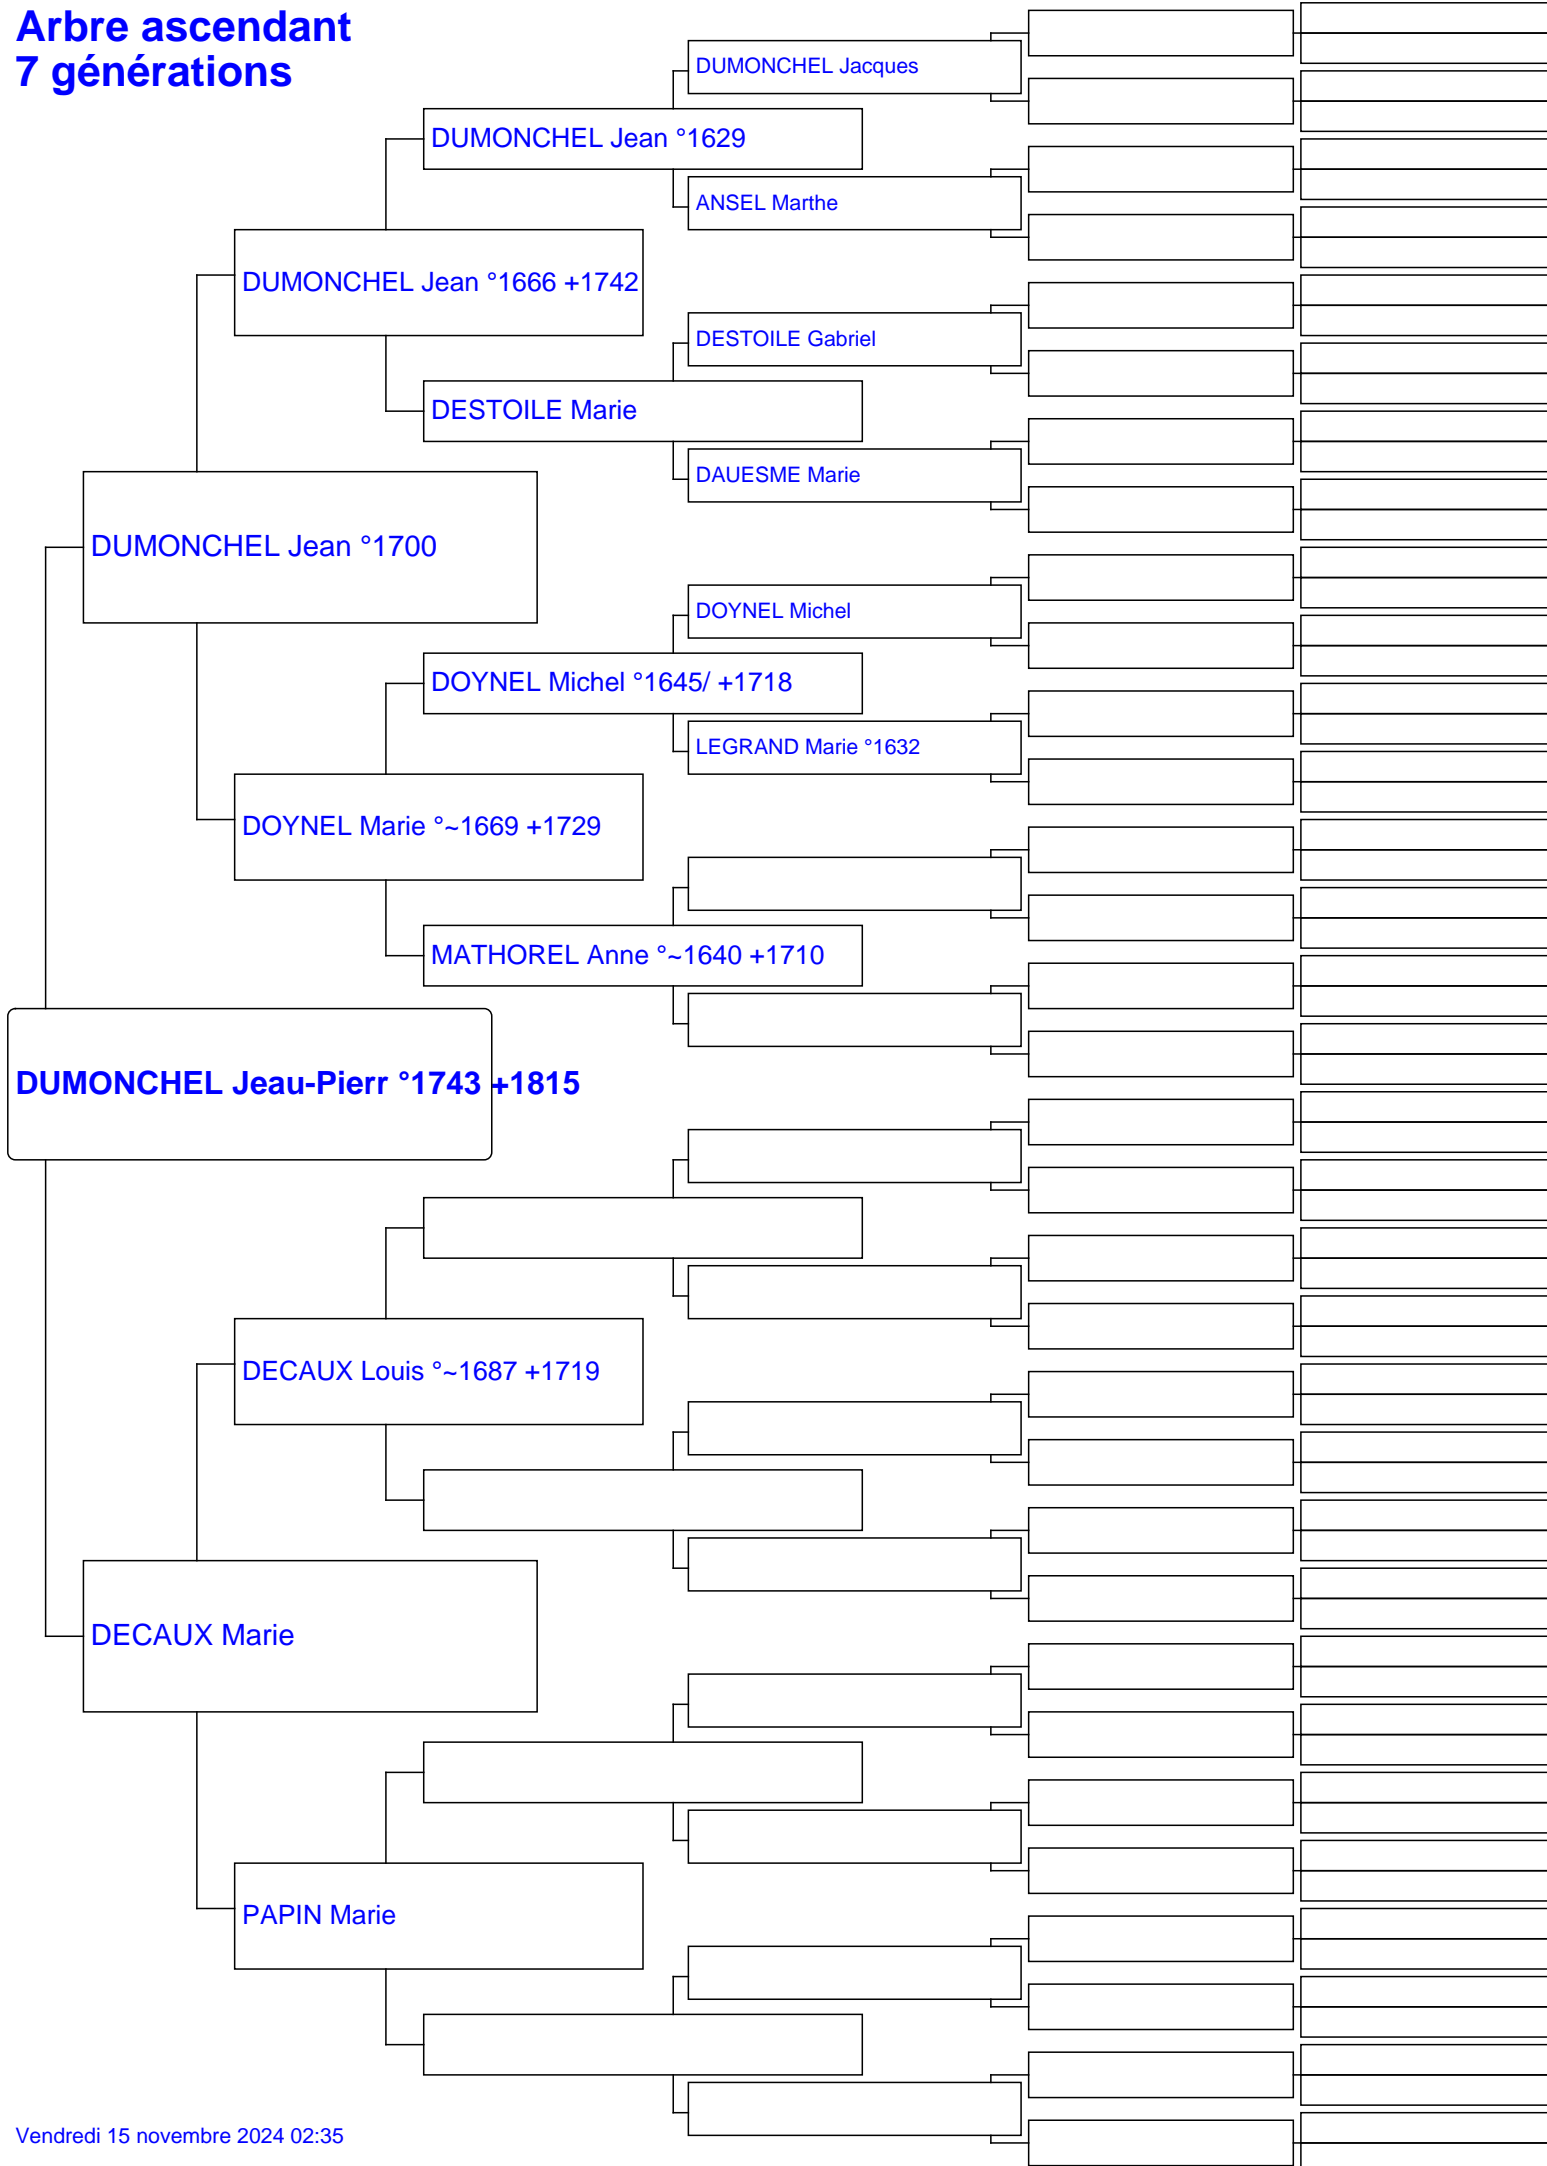 Arbre ascendant
7 générations
DUMONCHEL Jacques
DUMONCHEL Jean °1629
ANSEL Marthe
DUMONCHEL Jean °1666 +1742
DESTOILE Gabriel
DESTOILE Marie
DAUESME Marie
DUMONCHEL Jean °1700
DOYNEL Michel
DOYNEL Michel °1645/ +1718
LEGRAND Marie °1632
DOYNEL Marie °~1669 +1729
MATHOREL Anne °~1640 +1710
DUMONCHEL Jeau-Pierr °1743 +1815
DECAUX Louis °~1687 +1719
DECAUX Marie
PAPIN Marie
Vendredi 15 novembre 2024 02:35